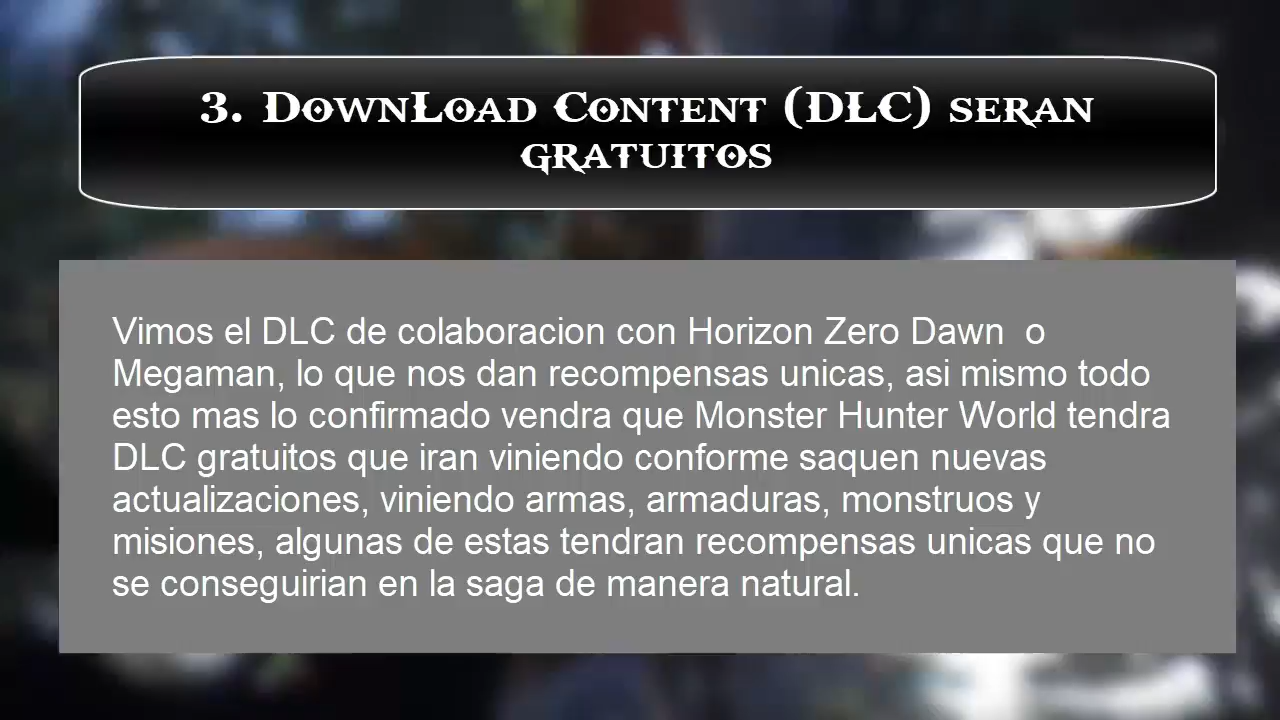 3. DownLoad Content (DLC) seran
gratuitos
Vimos el DLC de colaboracion con Horizon Zero Dawn  o
Megaman, lo que nos dan recompensas unicas, asi mismo todo
esto mas lo confirmado vendra que Monster Hunter World tendra
DLC gratuitos que iran viniendo conforme saquen nuevas
actualizaciones, viniendo armas, armaduras, monstruos y
misiones, algunas de estas tendran recompensas unicas que no
se conseguirian en la saga de manera natural.